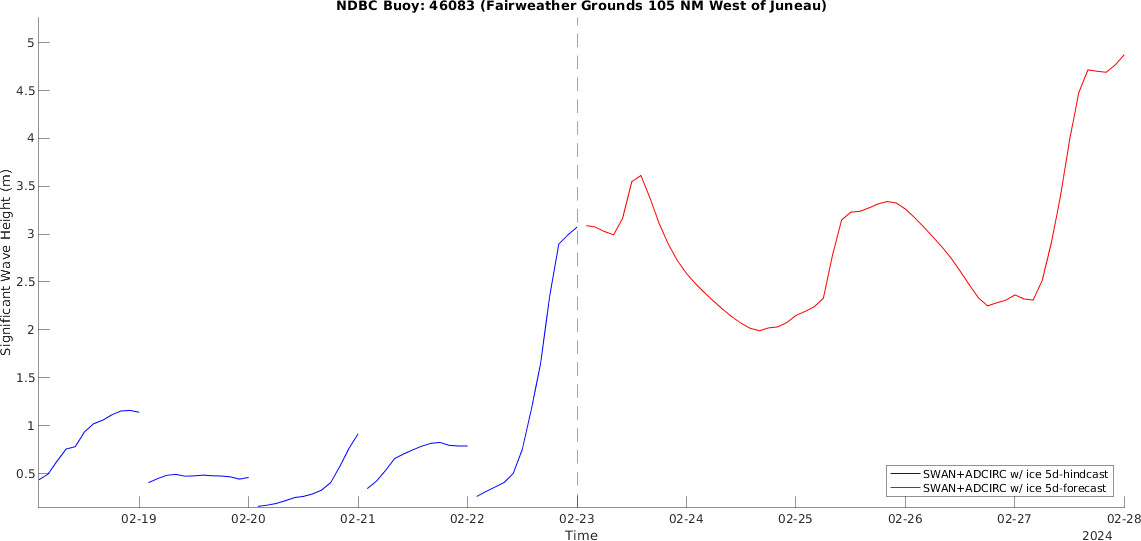 NDBC Buoy: 46083 (Fairweather Grounds 105 NM West of Juneau)
Significant Wave Height (m)
5
4.5
4
3.5
3
2.5
2
1.5
1
0.5
SWAN+ADCIRC w/ ice 5d-hindcast
SWAN+ADCIRC w/ ice 5d-forecast
02-19 02-20 02-21 02-22 02-23 02-24 02-25 02-26 02-27 02-28
Time 2024